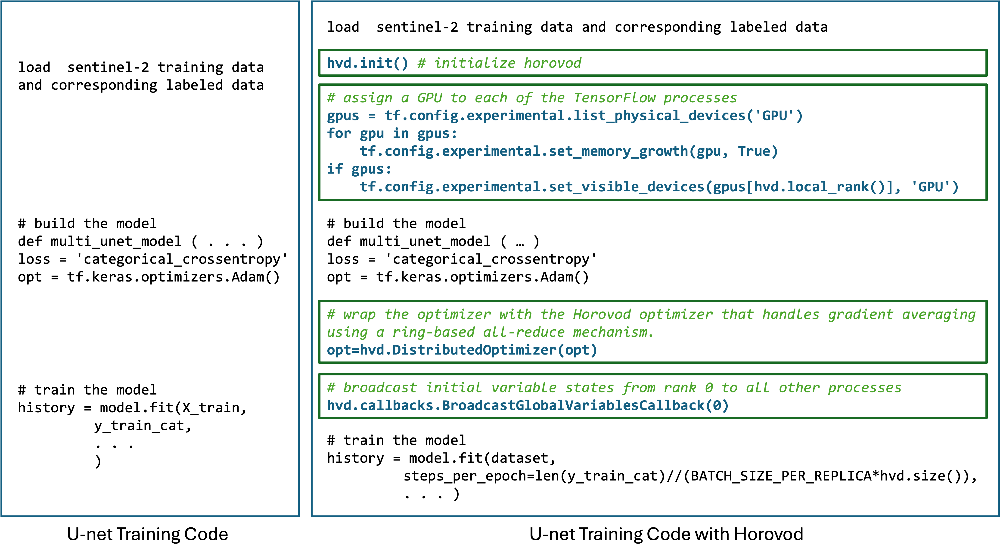 load  sentinel-2 training data
and corresponding labeled data
# build the model
def multi_unet_model ( . . . )
loss = 'categorical_crossentropy'
opt = tf.keras.optimizers.Adam()
# train the model
history = model.fit(X_train,
y_train_cat,
. . .
)
U-net Training Code
load  sentinel-2 training data and corresponding labeled data
hvd.init() # initialize horovod
# assign a GPU to each of the TensorFlow processes
gpus = tf.config.experimental.list_physical_devices('GPU')
for gpu in gpus:
    tf.config.experimental.set_memory_growth(gpu, True)
if gpus:
    tf.config.experimental.set_visible_devices(gpus[hvd.local_rank()], 'GPU')
# build the model
def multi_unet_model ( … )
loss = 'categorical_crossentropy'
opt = tf.keras.optimizers.Adam()
# wrap the optimizer with the Horovod optimizer that handles gradient averaging
using a ring-based all-reduce mechanism.
opt=hvd.DistributedOptimizer(opt)
# broadcast initial variable states from rank 0 to all other processes
hvd.callbacks.BroadcastGlobalVariablesCallback(0)
# train the model
history = model.fit(dataset,
steps_per_epoch=len(y_train_cat)//(BATCH_SIZE_PER_REPLICA*hvd.size()),
. . . )
U-net Training Code with Horovod